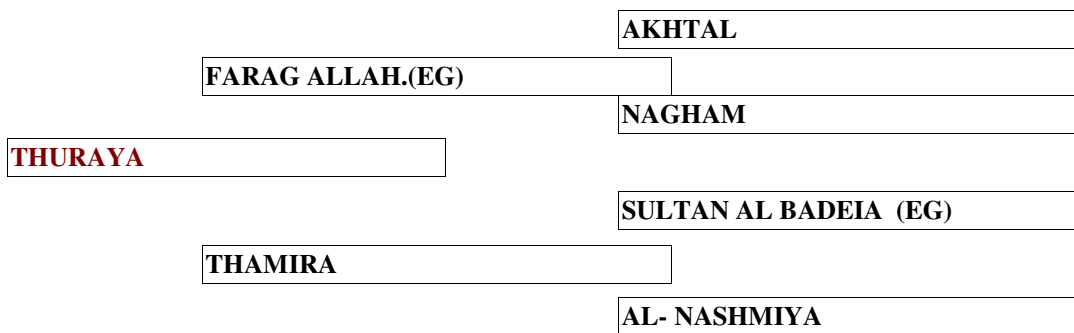 AKHTAL
FARAG ALLAH.(EG)
NAGHAM
THURAYA
SULTAN AL BADEIA (EG)
THAMIRA
AL- NASHMIYA